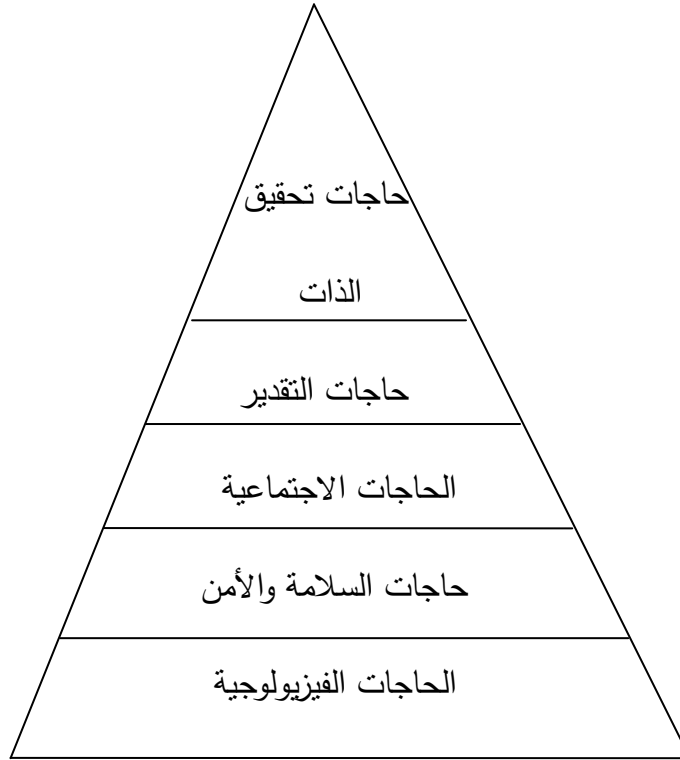 حاجات تحقيق
الذات
حاجات التقدير
الحاجات الاجتماعية
حاجات السلامة والأمن
الحاجات الفيزيولوجية